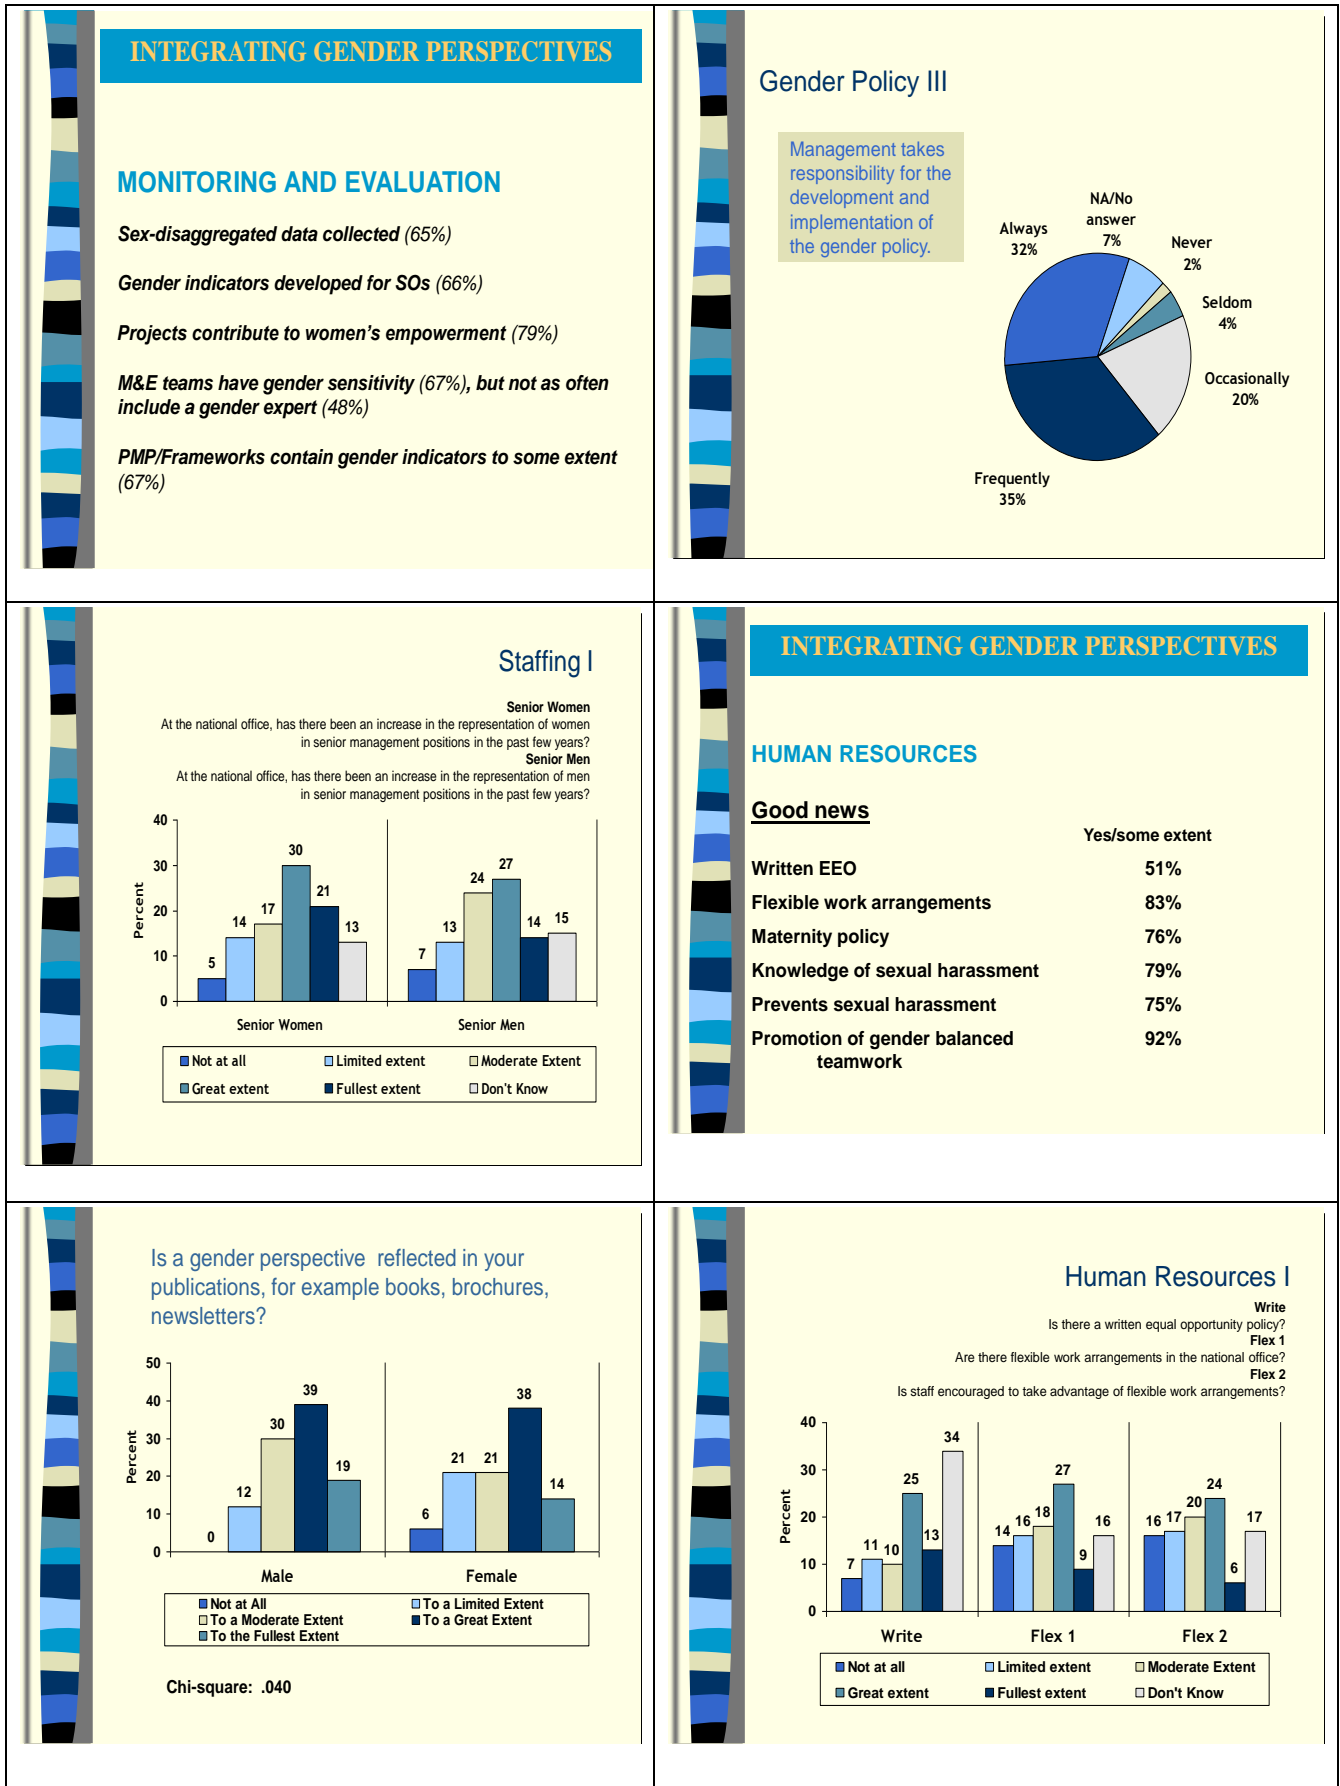 INTEGRATING GENDER PERSPECTIVES
MONITORING AND EVALUATION
Sex-disaggregated data collected (65%)
Gender indicators developed for SOs (66%)
Projects contribute to women's empowerment (79%)
M&E teams have gender sensitivity (67%), but not as often
include a gender expert (48%)
PMP/Frameworks contain gender indicators to some extent
(67%)
Gender Policy III
Management takes
responsibility for the
development and
implementation of
the gender policy.
Always
32%
NA/No
answer
7%
Never
2%
Seldom
4%
Occasionally
20%
Frequently
35%
Staffing I
Senior Women
At the national office, has there been an increase in the representation of women
in senior management positions in the past few years?
Senior Men
At the national office, has there been an increase in the representation of men
in senior management positions in the past few years?
Percent
40
30
20
10
0
5 14 17 30 21 13
7 13 24 27 14 15
Senior Women Senior Men
Not at all Limited extent Moderate Extent
Great extent Fullest extent Don't Know
INTEGRATING GENDER PERSPECTIVES
HUMAN RESOURCES
Good news
Yes/some extent
Written EEO 51%
Flexible work arrangements 83%
Maternity policy 76%
Knowledge of sexual harassment 79%
Prevents sexual harassment 75%
Promotion of gender balanced 92%
teamwork
Is a gender perspective reflected in your
publications, for example books, brochures,
newsletters?
Percent
50
40
30
20
10
0
0 12 30 39 19
6 21 21 38 14
Male Female
Not at All To a Limited Extent
To a Moderate Extent To a Great Extent
To the Fullest Extent
Chi-square: .040
Human Resources I
Write
Is there a written equal opportunity policy?
Flex 1
Are there flexible work arrangements in the national office?
Flex 2
Is staff encouraged to take advantage of flexible work arrangements?
Percent
40
30
20
10
0
7 11 10 25 13 34
14 16 18 27 9 16
16 17 20 24 6 17
Write Flex 1 Flex 2
Not at all Limited extent Moderate Extent
Great extent Fullest extent Don't Know